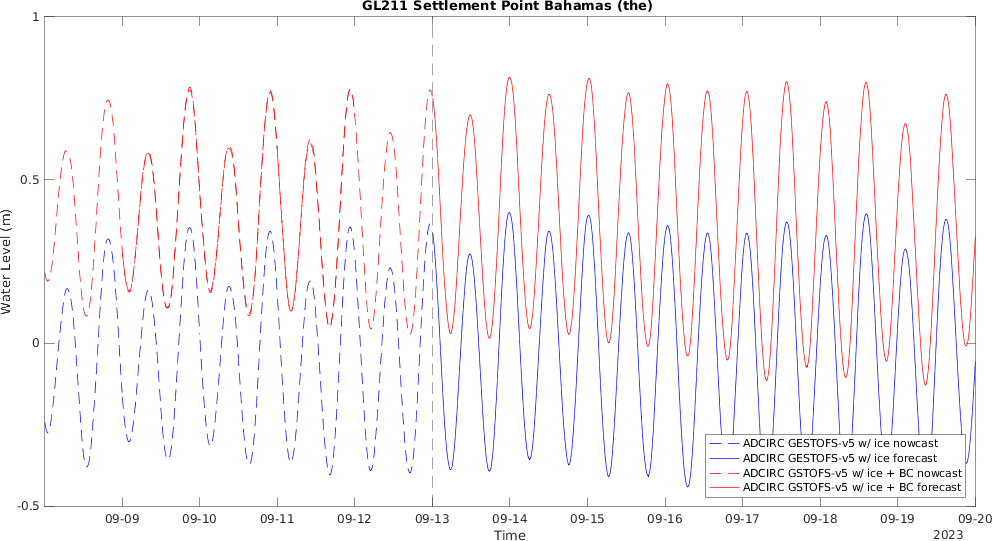 GL211 Settlement Point Bahamas (the)
Water Level (m)
1
0.5
0
-0.5
09-09 09-10 09-11 09-12 09-13 09-14 09-15 09-16 09-17 09-18 09-19 09-20
Time
2023
ADCIRC GESTOFS-v5 w/ ice nowcast
ADCIRC GESTOFS-v5 w/ ice forecast
ADCIRC GSTOFS-v5 w/ ice + BC nowcast
ADCIRC GSTOFS-v5 w/ ice + BC forecast